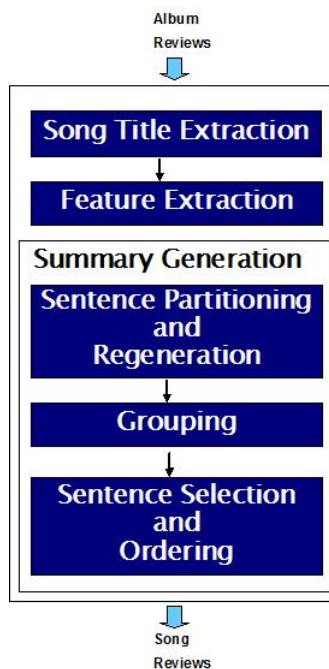 Album
Reviews
Song Title Extraction
Feature Extraction
Summary Generation
Sentence Partitioning
and
Regeneration
Grouping
Sentence Selection
and
Ordering
Song
Reviews